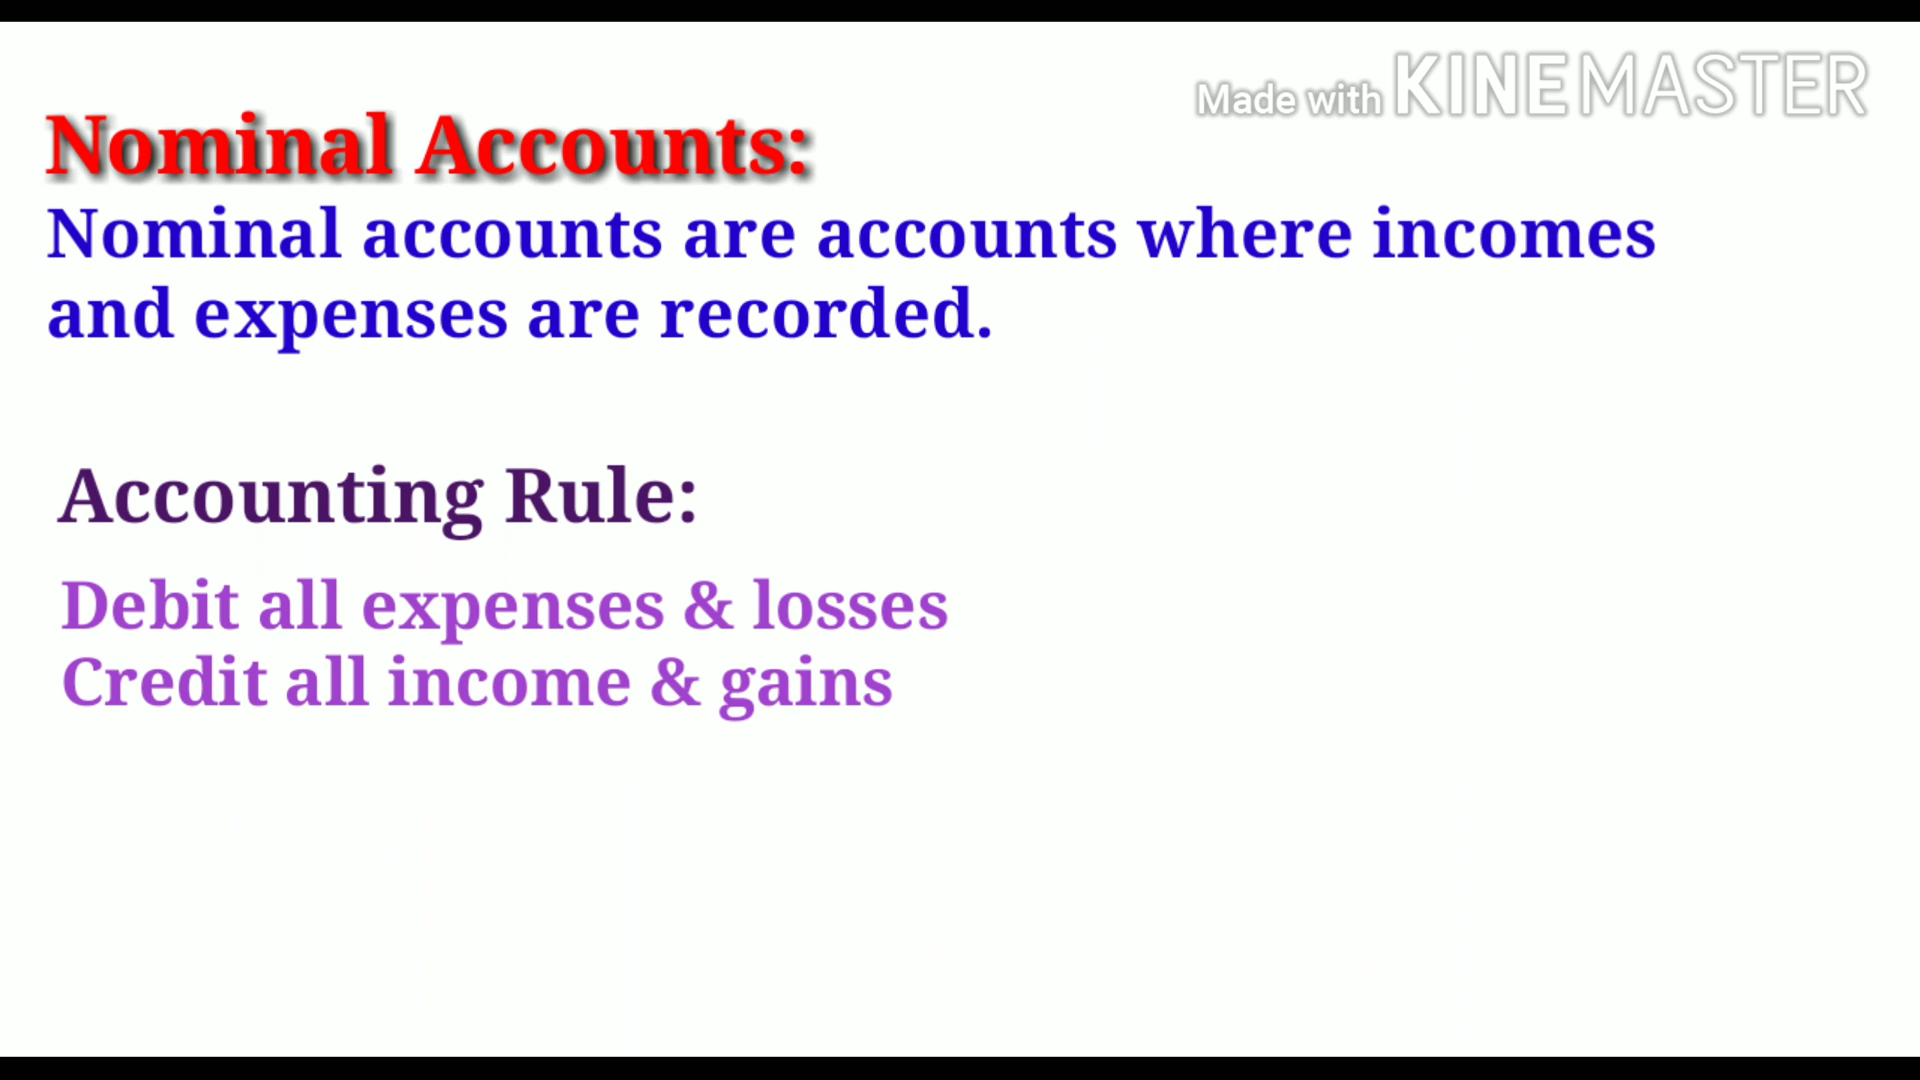 Made with KINEMASTER
Nominal Accounts:
Nominal accounts are accounts where incomes
and expenses are recorded.
Accounting Rule:
Debit all expenses & losses
Credit all income & gains